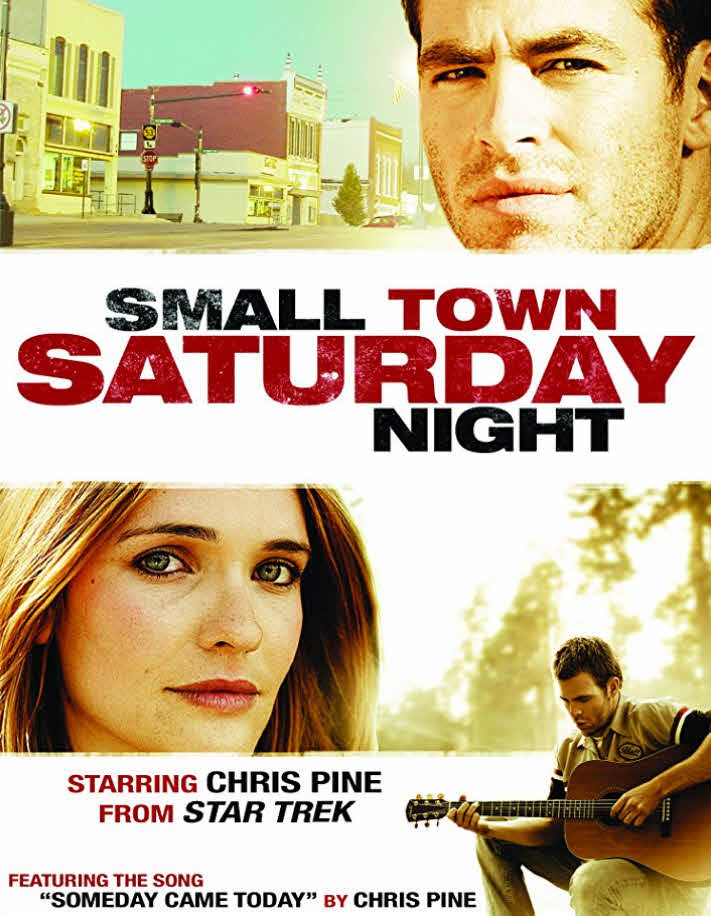 SMALL TOWN
SATURDAY
NIGHT
STOP
STARRING CHRIS PINE
FROM STAR TREK
FEATURING THE SONG
"SOMEDAY CAME TODAY" BY CHRIS PINE